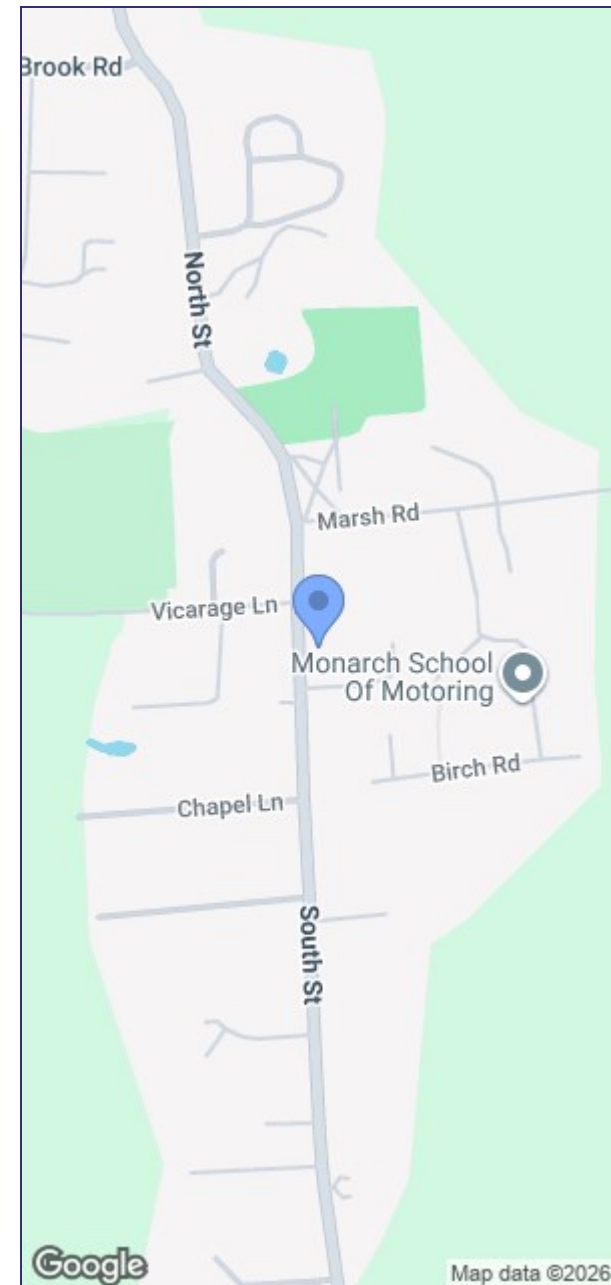 Brook Rd
North St
Marsh Rd
Vicarage Ln
Monarch School
Of Motoring
Birch Rd
Chapel Ln
South St
Google
Map data ©2026